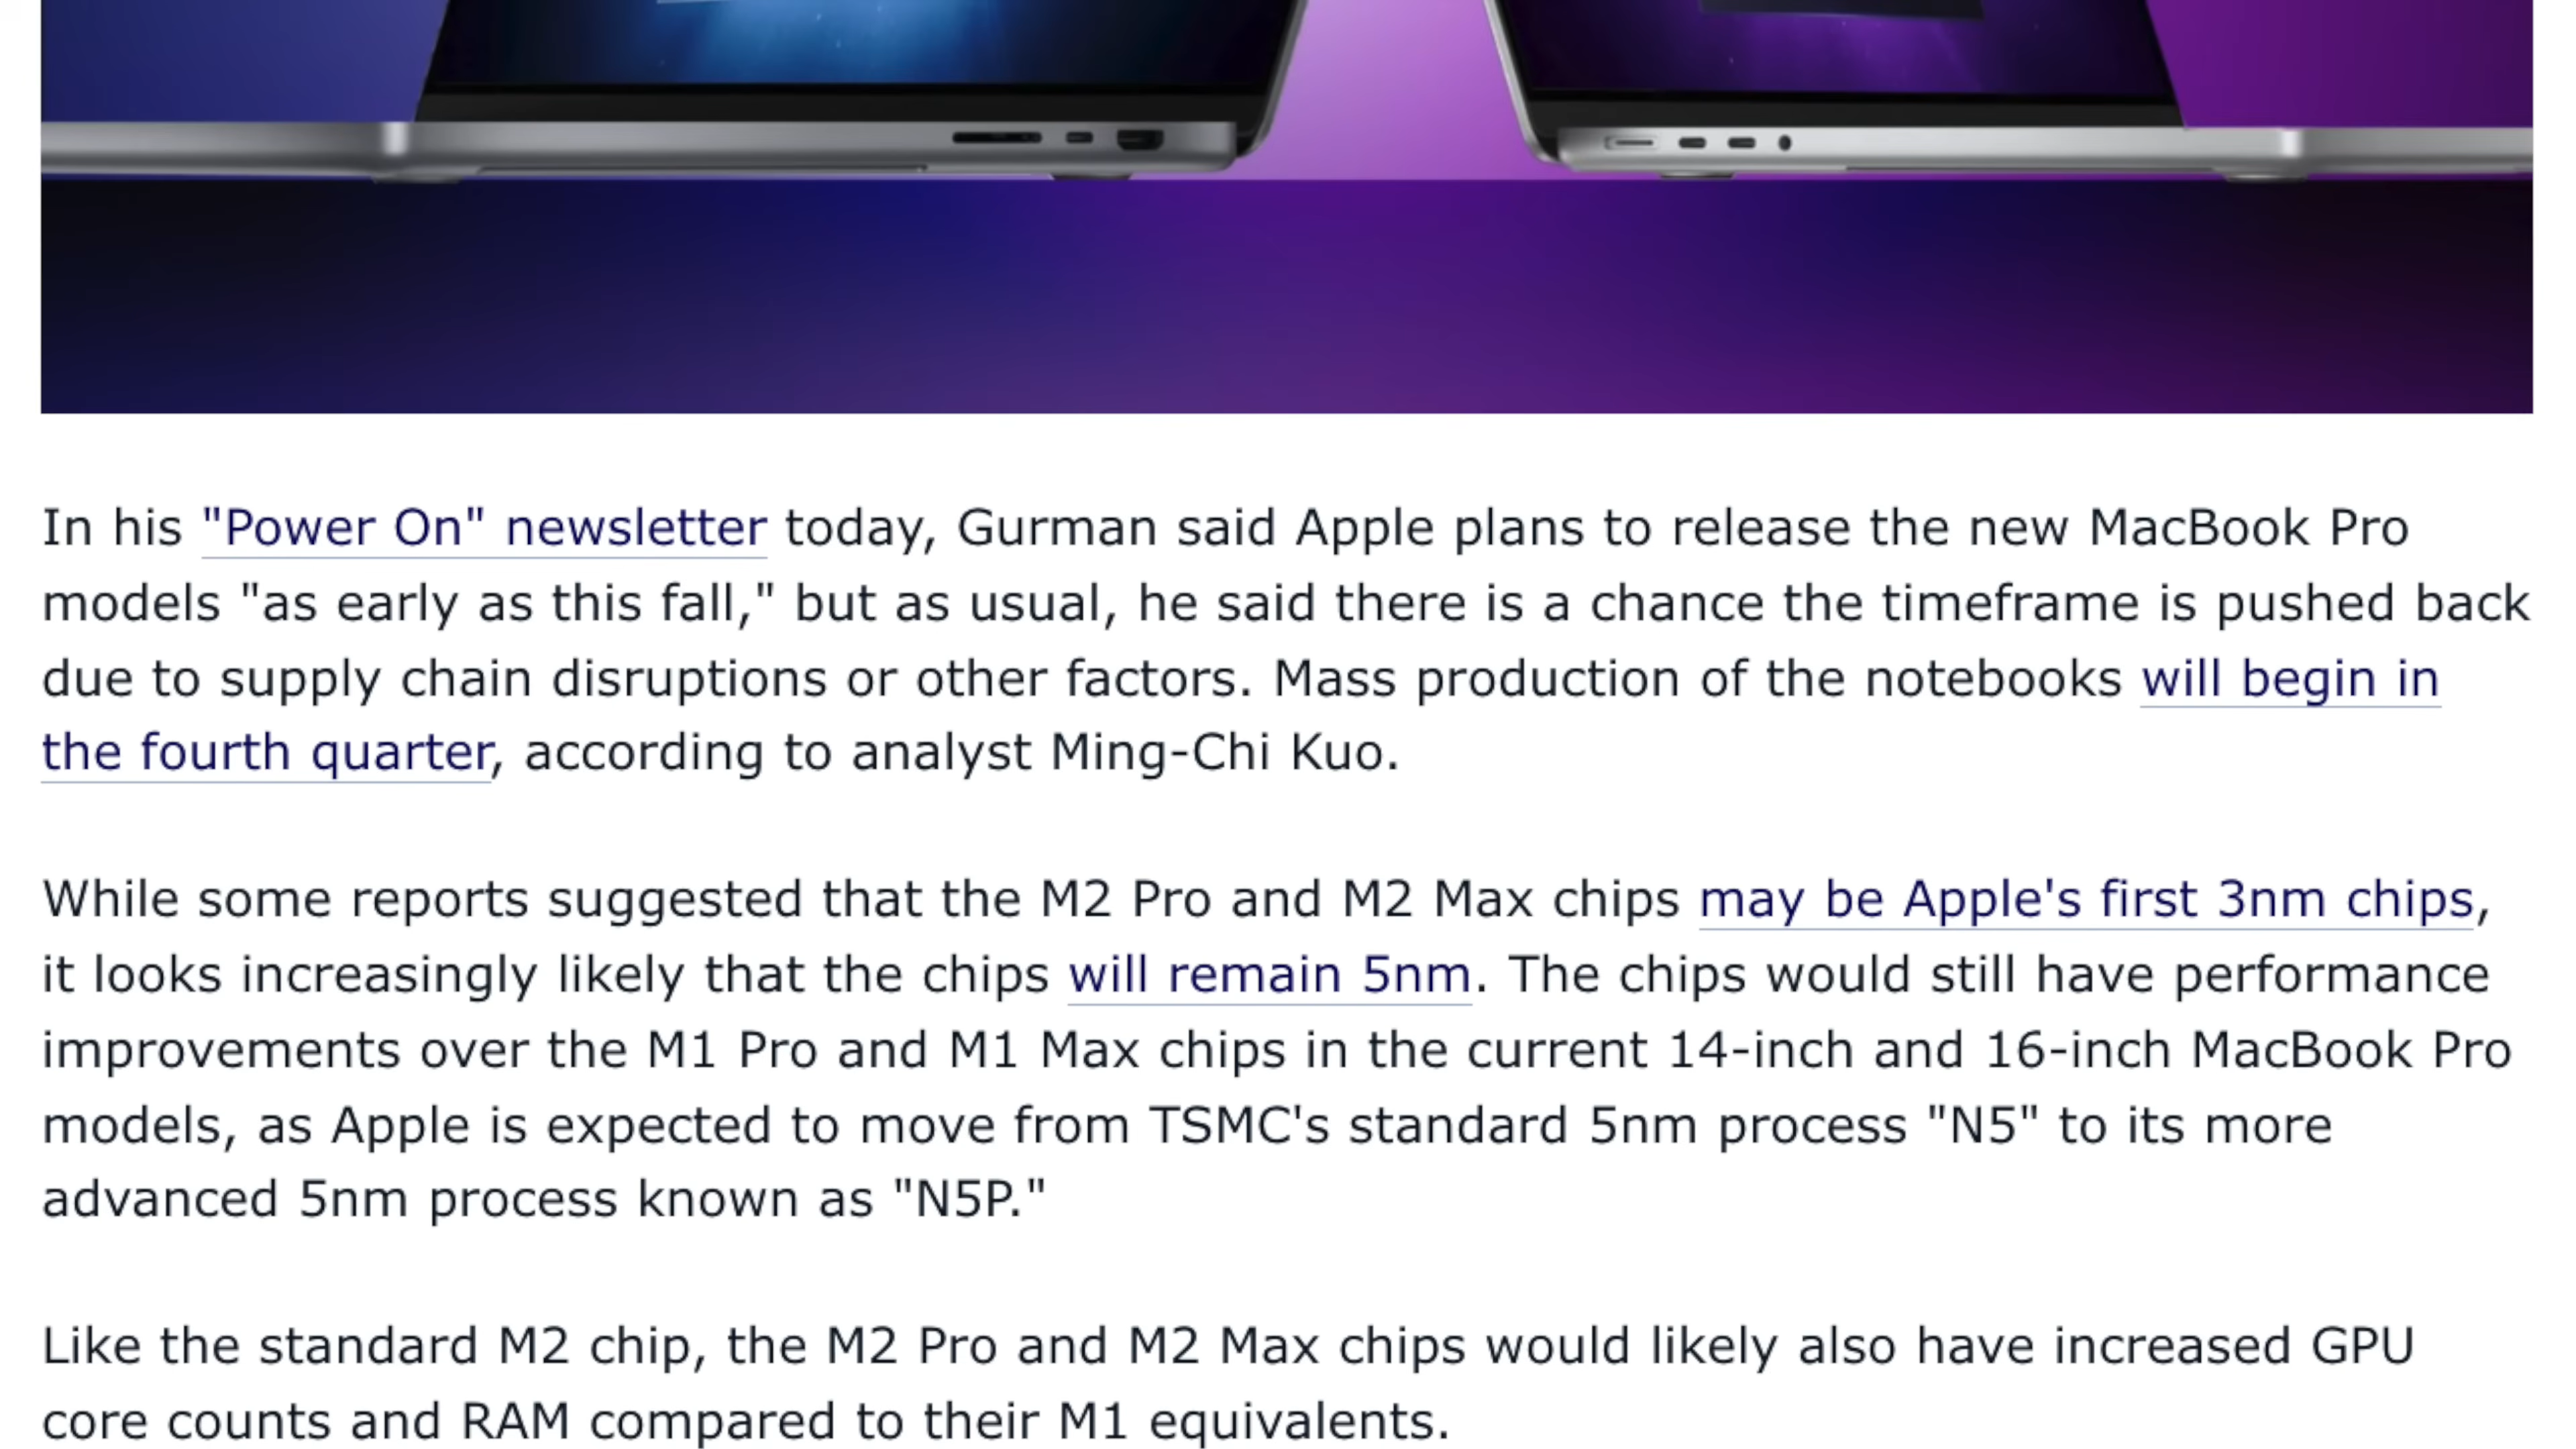 In his "Power On" newsletter today, Gurman said Apple plans to release the new MacBook Pro
models "as early as this fall," but as usual, he said there is a chance the timeframe is pushed back
due to supply chain disruptions or other factors. Mass production of the notebooks will begin in
the fourth quarter, according to analyst Ming-Chi Kuo.
While some reports suggested that the M2 Pro and M2 Max chips may be Apple's first 3nm chips,
it looks increasingly likely that the chips will remain 5nm. The chips would still have performance
improvements over the M1 Pro and M1 Max chips in the current 14-inch and 16-inch MacBook Pro
models, as Apple is expected to move from TSMC's standard 5nm process "N5" to its more
advanced 5nm process known as "N5P."
Like the standard M2 chip, the M2 Pro and M2 Max chips would likely also have increased GPU
core counts and RAM compared to their M1 equivalents.